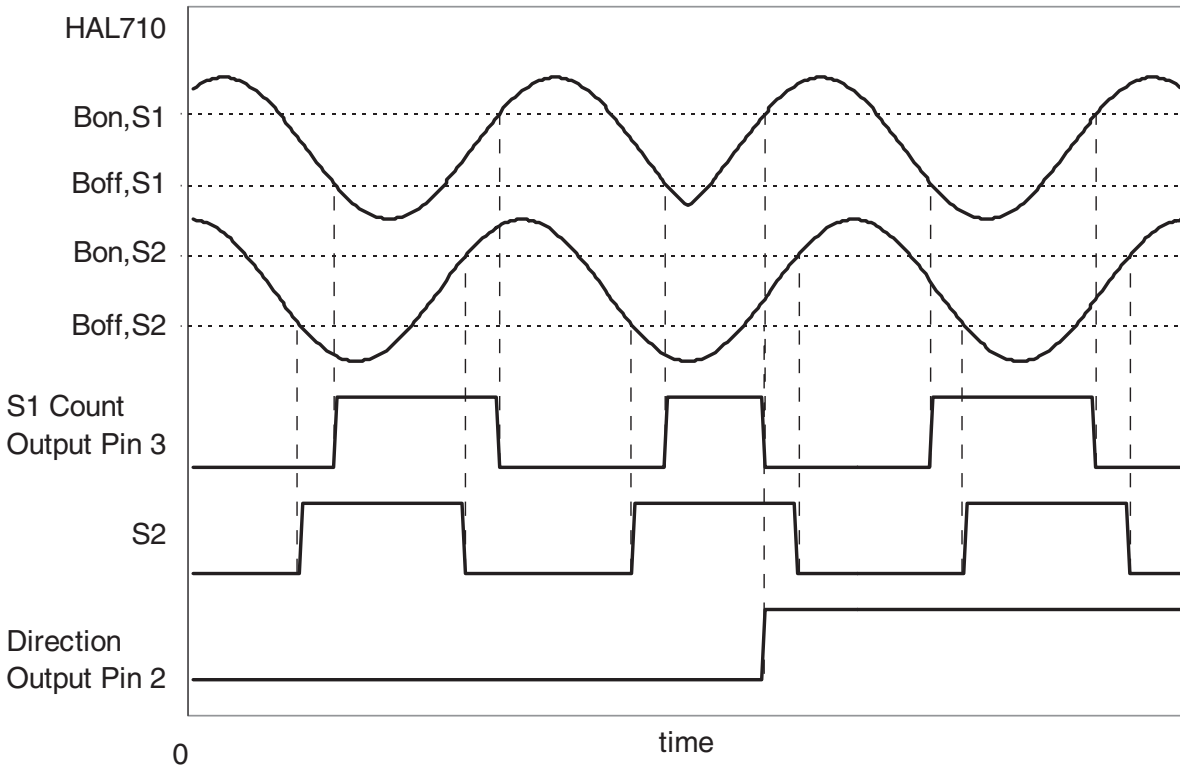 HAL710
Bon,S1
Boff,S1
Bon,S2
Boff,S2
S1 Count
Output Pin 3
S2
Direction
Output Pin 2
0
time